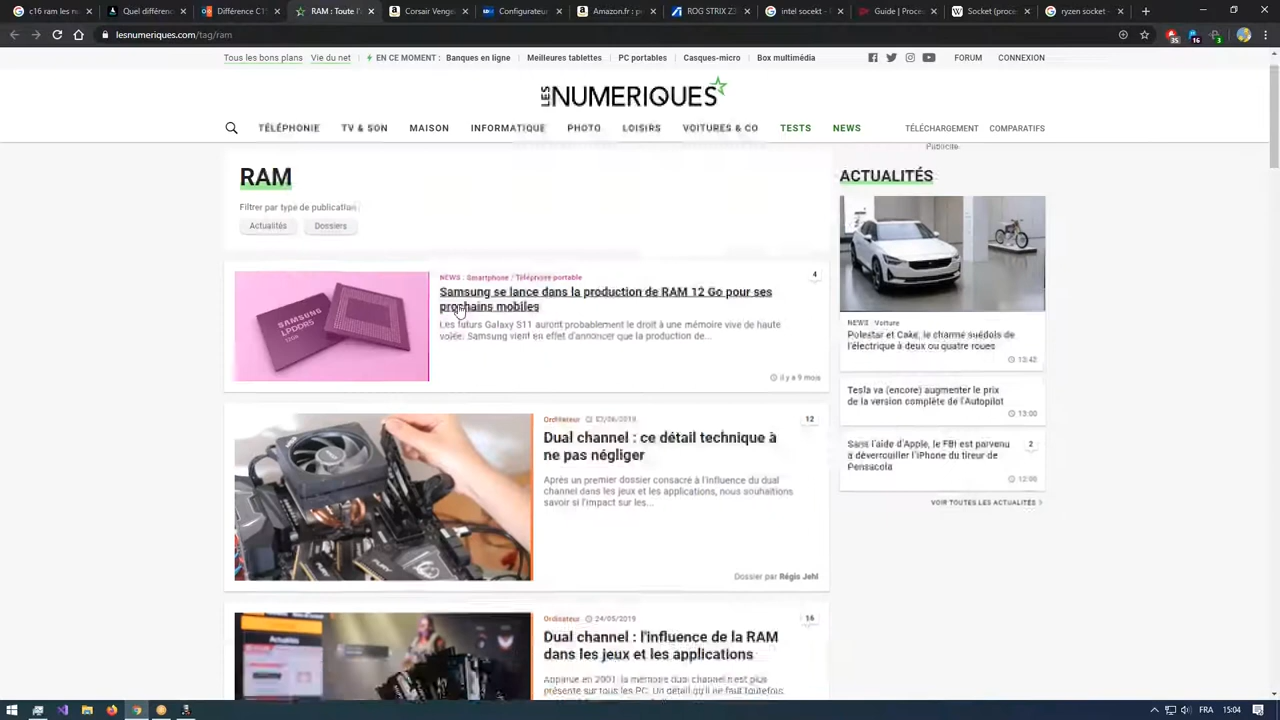 c16 ram les n
Différence C1
RAM : Toute l'
Corsair Venge
Configurateur
Amazon.fr :
ROG STRIX Z
intel socket -
Guide | Proce
Socket (proce
ryzen socket -
lesnumeriques.com/tag/ram
Tous les bons plans Vie du net EN CE MOMENT : Banques en ligne Meilleures tablettes PC portables Casques-micro Box multimédia FORUM CONNEXION
LES NUMERIQUES
TÉLÉPHONIE TV & SON MAISON INFORMATIQUE PHOTO LOISIRS VOITURES & CO TESTS NEWS TÉLÉCHARGEMENT COMPARATIFS
Publicité
RAM
Filtrer par type de publication
Actualités Dossiers
NEWS : Smartphone / Téléphone portable
4
Samsung se lance dans la production de RAM 12 Go pour ses
prochains mobiles
Les futurs Galaxy S11 auront probablement le droit à une mémoire vive de haute
volée. Samsung vient en effet d'annoncer que la production de...
il y a 9 mois
SAMSUNG
LPDDR5
Ordinateur
12
Dual channel : ce détail technique à
ne pas négliger
Après un premier dossier consacré à l'influence du dual
channel dans les jeux et les applications, nous souhaitions
savoir si l'impact sur les...
Dossier par Régis Jehl
FURY
Ordinateur 24/05/2019
16
Dual channel : l'influence de la RAM
dans les jeux et les applications
Apparue en 2001, la mémoire dual channel n'est plus
présente sur tous les PC. Un détail qu'il ne faut toutefois
ACTUALITÉS
NEWS : Voiture
Polestar et Cake, le charme suédois de
l'électrique à deux ou quatre roues
13:42
Tesla va (encore) augmenter le prix
de la version complète de l'Autopilot
13:00
Sans l'aide d'Apple, le FBI est parvenu
à déverrouiller l'iPhone du tireur de
Pensacola
2
12:00
VOIR TOUTES LES ACTUALITÉS
FRA 15:04